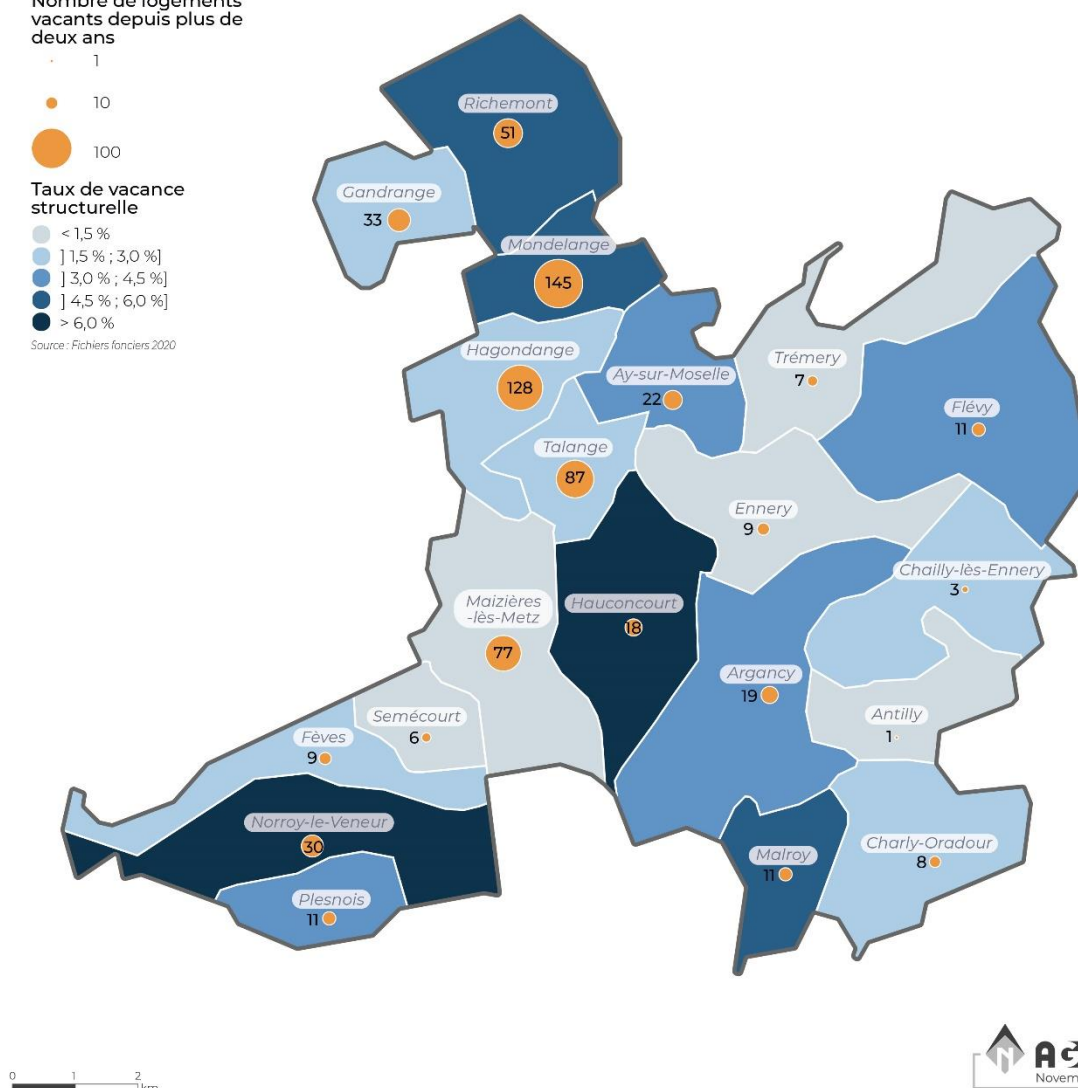 Nombre de logements
vacants depuis plus de
deux ans
1
10
100
Taux de vacance
structurelle
< 1,5 %
] 1,5 % ; 3,0 %]
] 3,0 % ; 4,5 %]
] 4,5 % ; 6,0 %]
> 6,0 %
Source : Fichiers fonciers 2020
Richemont
51
Gandrange
33
Mondelange
145
Hagondange
128
Ay-sur-Moselle
22
Trémery
7
Flévy
11
Talange
87
Ennery
9
Chailly-lès-Ennery
3
Maizières
-lès-Metz
77
Hauconcourt
18
Argancy
19
Antilly
1
Semécourt
6
Fèves
9
Norroy-le-Veneur
30
Malroy
11
Charly-Oradour
8
Plesnois
11
0 1 2
km
N